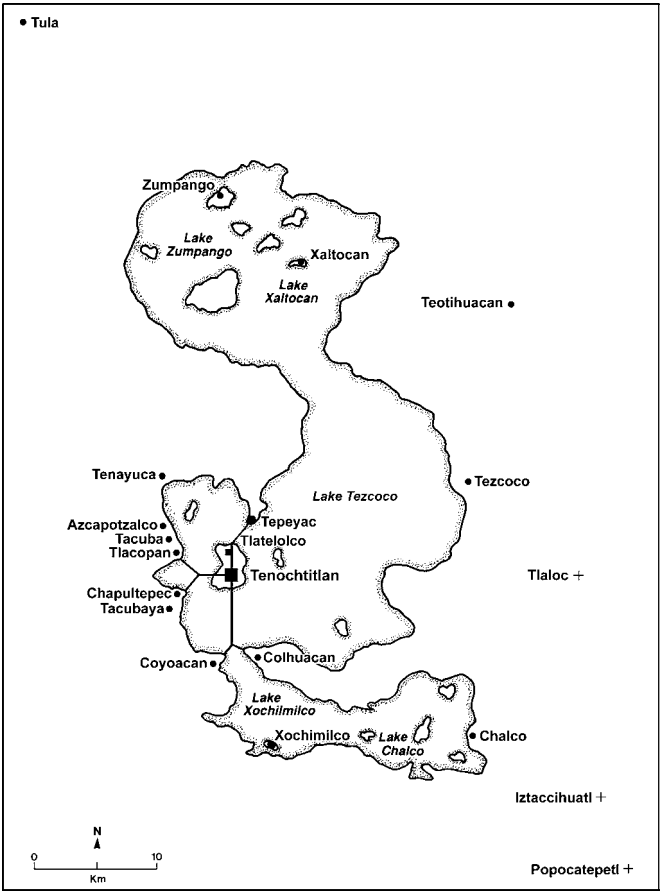 Tula
Zumpango
Lake
Zumpango
Xaltocan
Lake
Xaltocan
Teotihuacan
Tenayuca
Tezcoco
Lake Tezcoco
Azcapotzalco
Tepeyac
Tacuba
Tlatelolco
Tlacopan
Tenochtitlan
Tlaloc
Chapultepec
Tacubaya
Coyoacan
Colhuacan
Lake
Xochilmilco
Xochimilco
Lake
Chalco
Chalco
Iztaccihuatl
N
0 10
Km
Popocatepetl